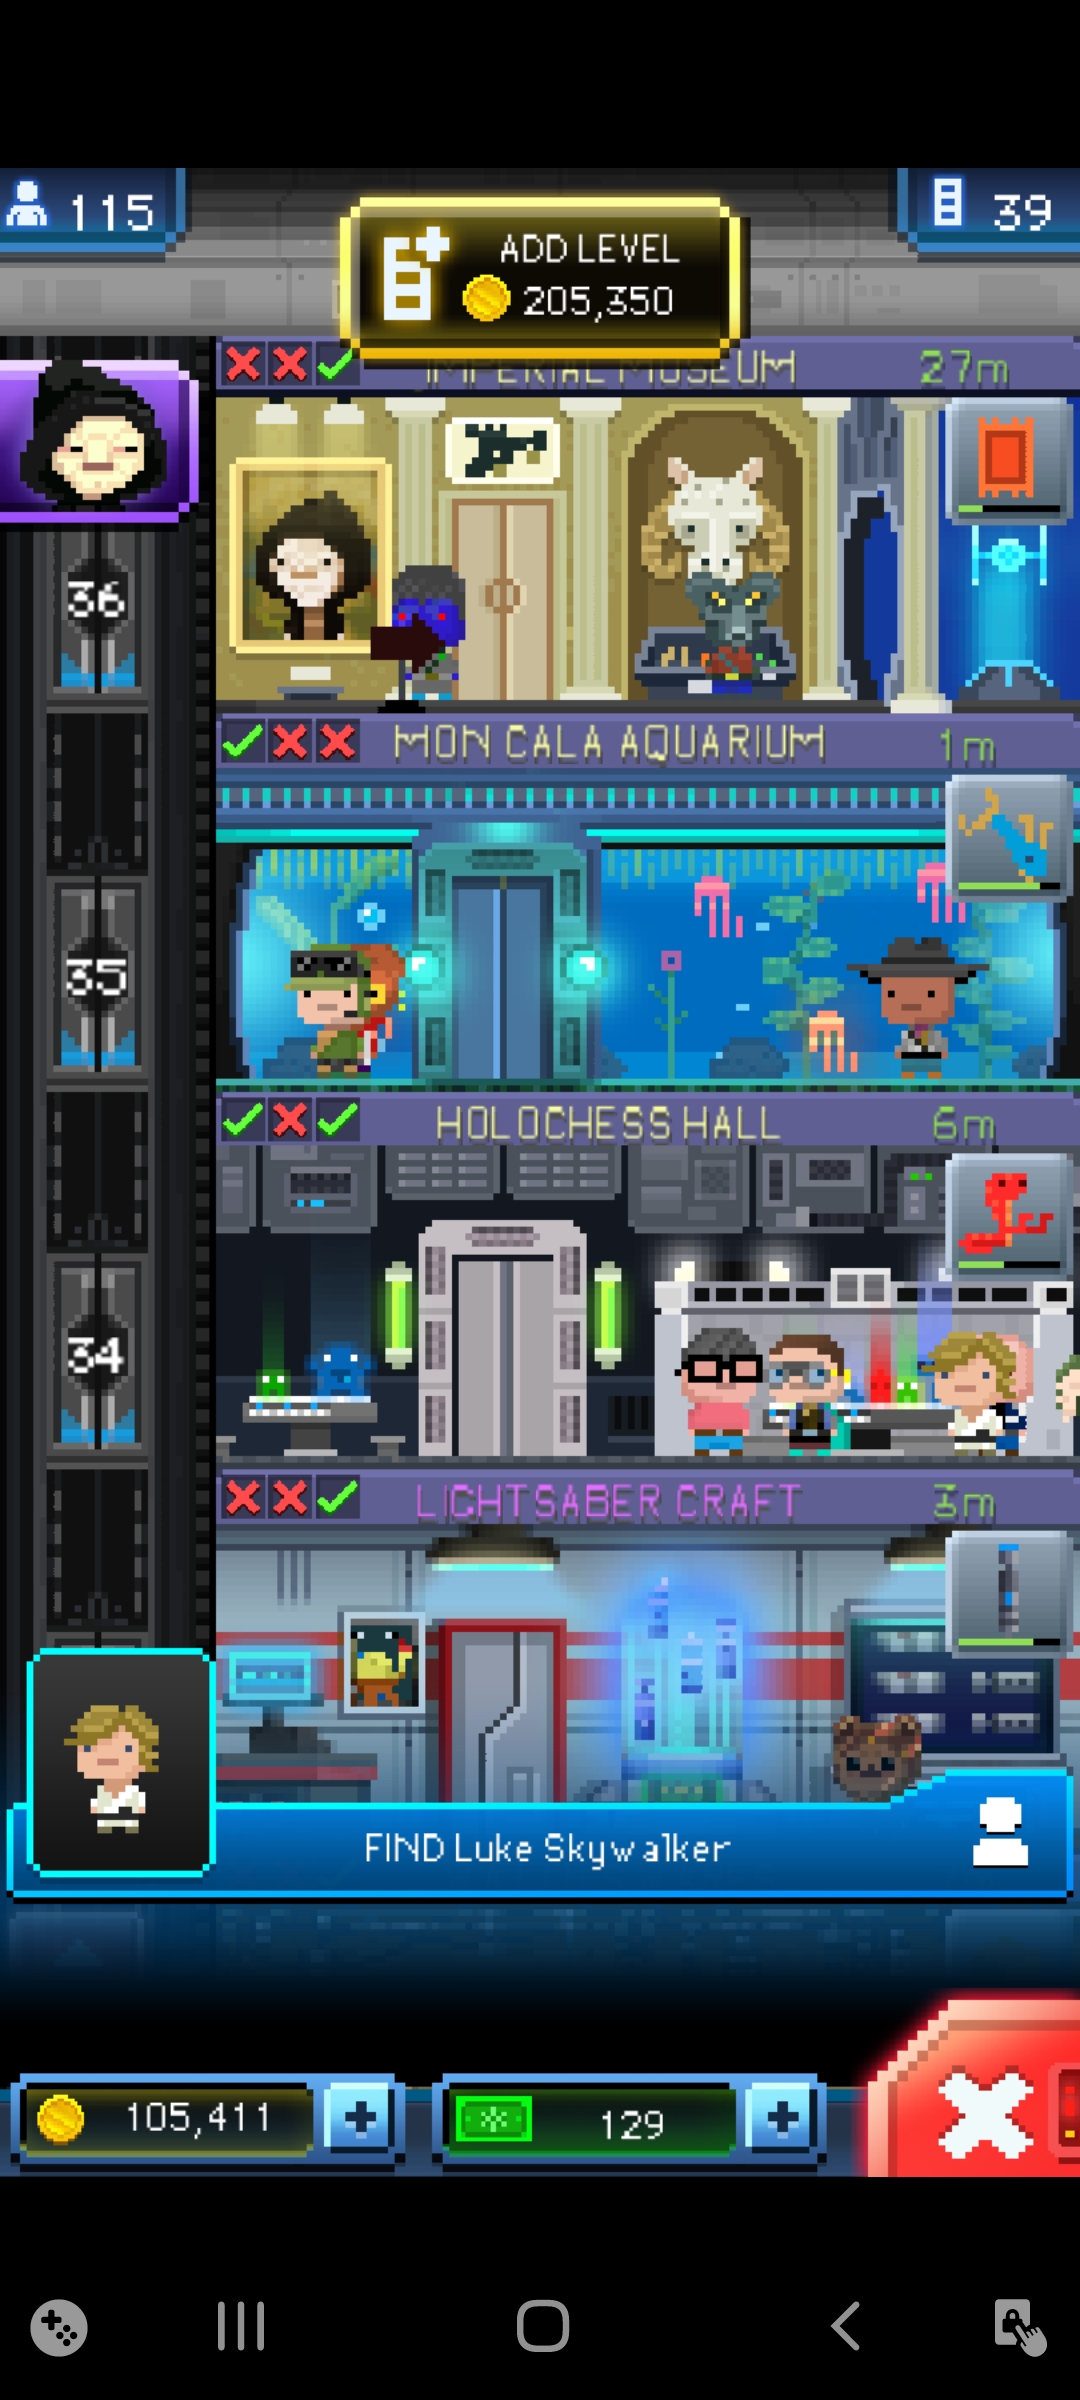 115
ADD LEVEL
205,350
39
IMPERIAL MUSEUM 27m
36
MON CALA AQUARIUM 1m
35
HOLOCHESS HALL 6m
34
LIGHTSABER CRAFT 3m
FIND Luke Skywalker
105,411
129